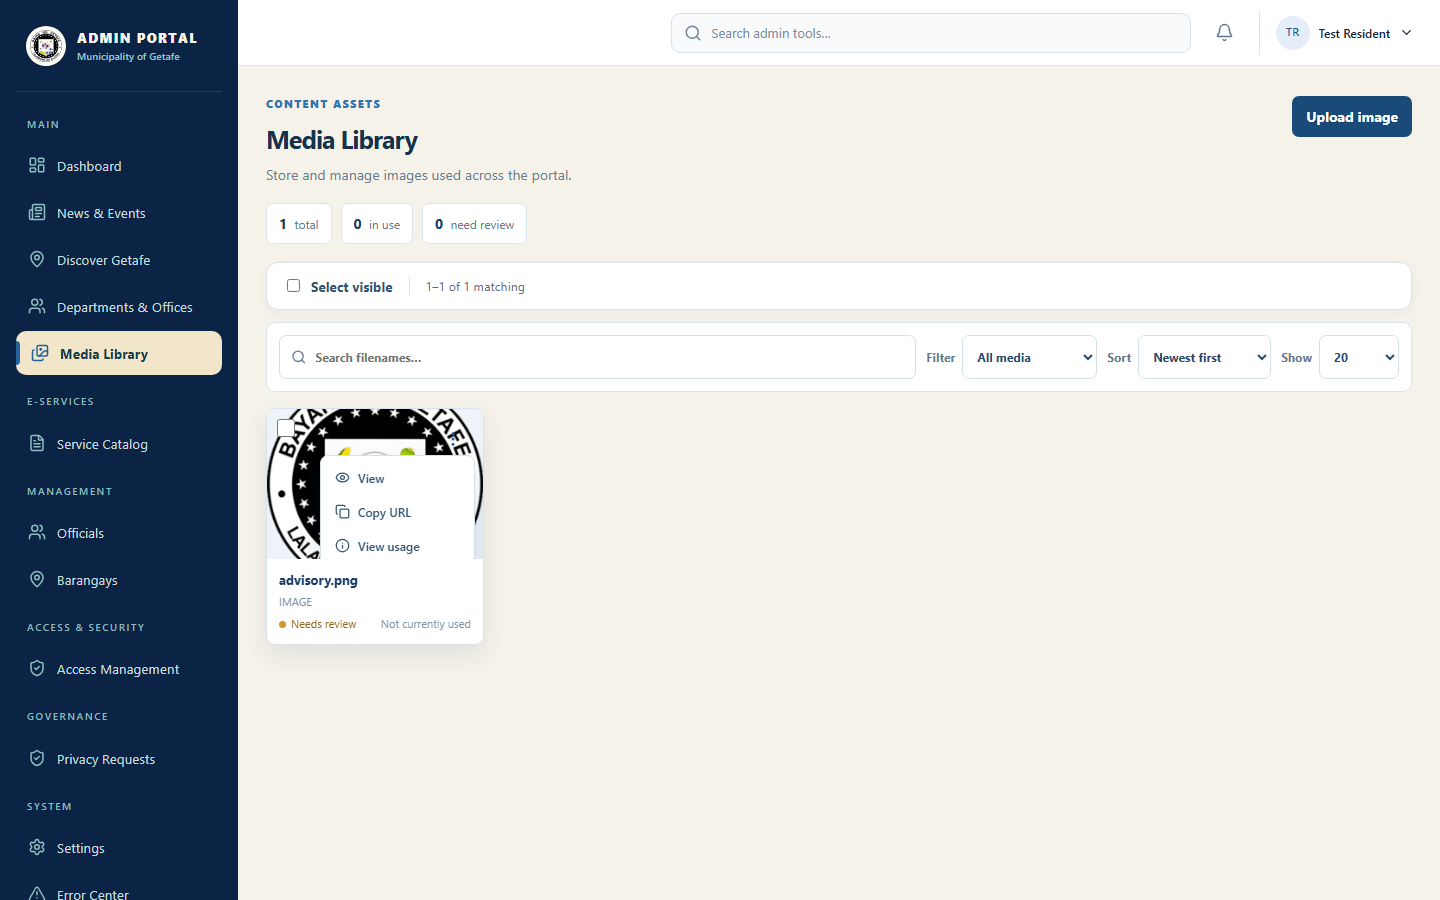 ADMIN PORTAL
Municipality of Getafe
MAIN
Dashboard
News & Events
Discover Getafe
Departments & Offices
Media Library
E-SERVICES
Service Catalog
MANAGEMENT
Officials
Barangays
ACCESS & SECURITY
Access Management
GOVERNANCE
Privacy Requests
SYSTEM
Settings
Error Center
Search admin tools...
TR
Test Resident
CONTENT ASSETS
Media Library
Store and manage images used across the portal.
Upload image
1 total
0 in use
0 need review
Select visible
1–1 of 1 matching
Search filenames...
Filter
All media
Sort
Newest first
Show
20
View
Copy URL
View usage
advisory.png
IMAGE
Needs review
Not currently used